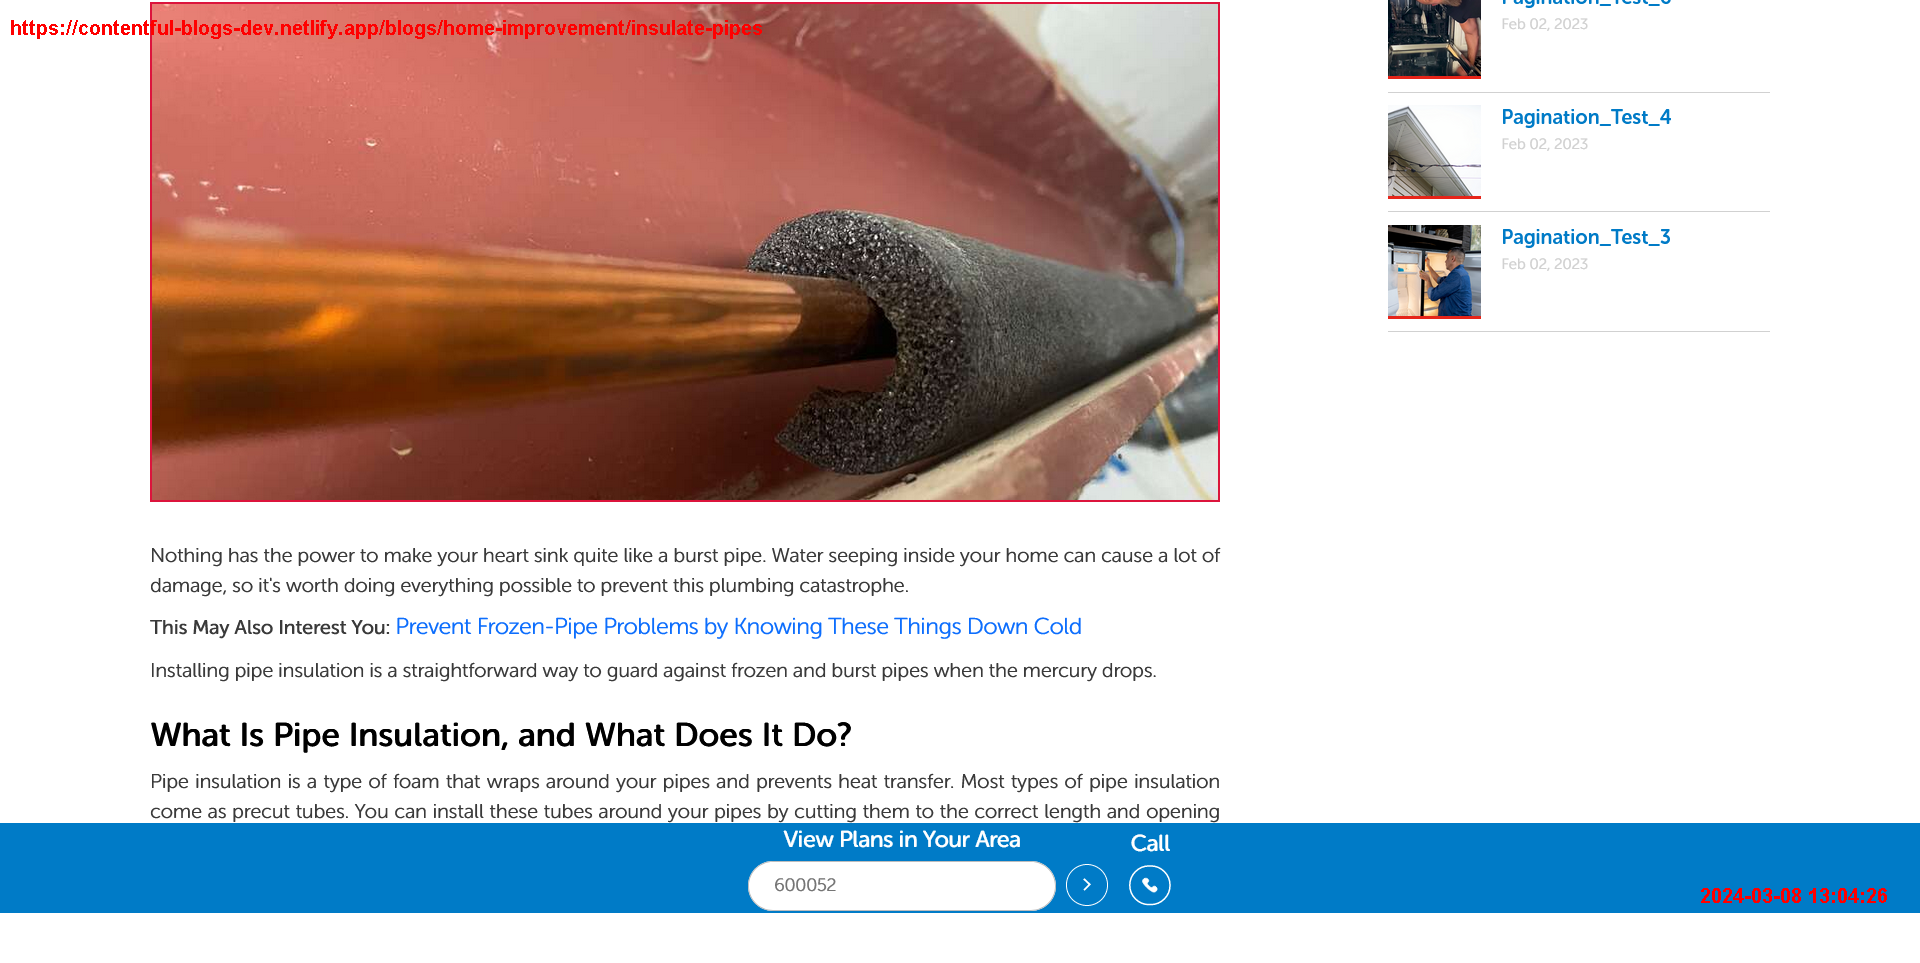 https://contentful-blogs-dev.netlify.app/blogs/home-improvement/insulate-pipes
Feb 02, 2023
Pagination_Test_4
Feb 02, 2023
Pagination_Test_3
Feb 02, 2023
Nothing has the power to make your heart sink quite like a burst pipe. Water seeping inside your home can cause a lot of
damage, so it's worth doing everything possible to prevent this plumbing catastrophe.
This May Also Interest You: Prevent Frozen-Pipe Problems by Knowing These Things Down Cold
Installing pipe insulation is a straightforward way to guard against frozen and burst pipes when the mercury drops.
What Is Pipe Insulation, and What Does It Do?
Pipe insulation is a type of foam that wraps around your pipes and prevents heat transfer. Most types of pipe insulation
come as precut tubes. You can install these tubes around your pipes by cutting them to the correct length and opening
View Plans in Your Area
Call
600052
2024-03-08 13:04:26